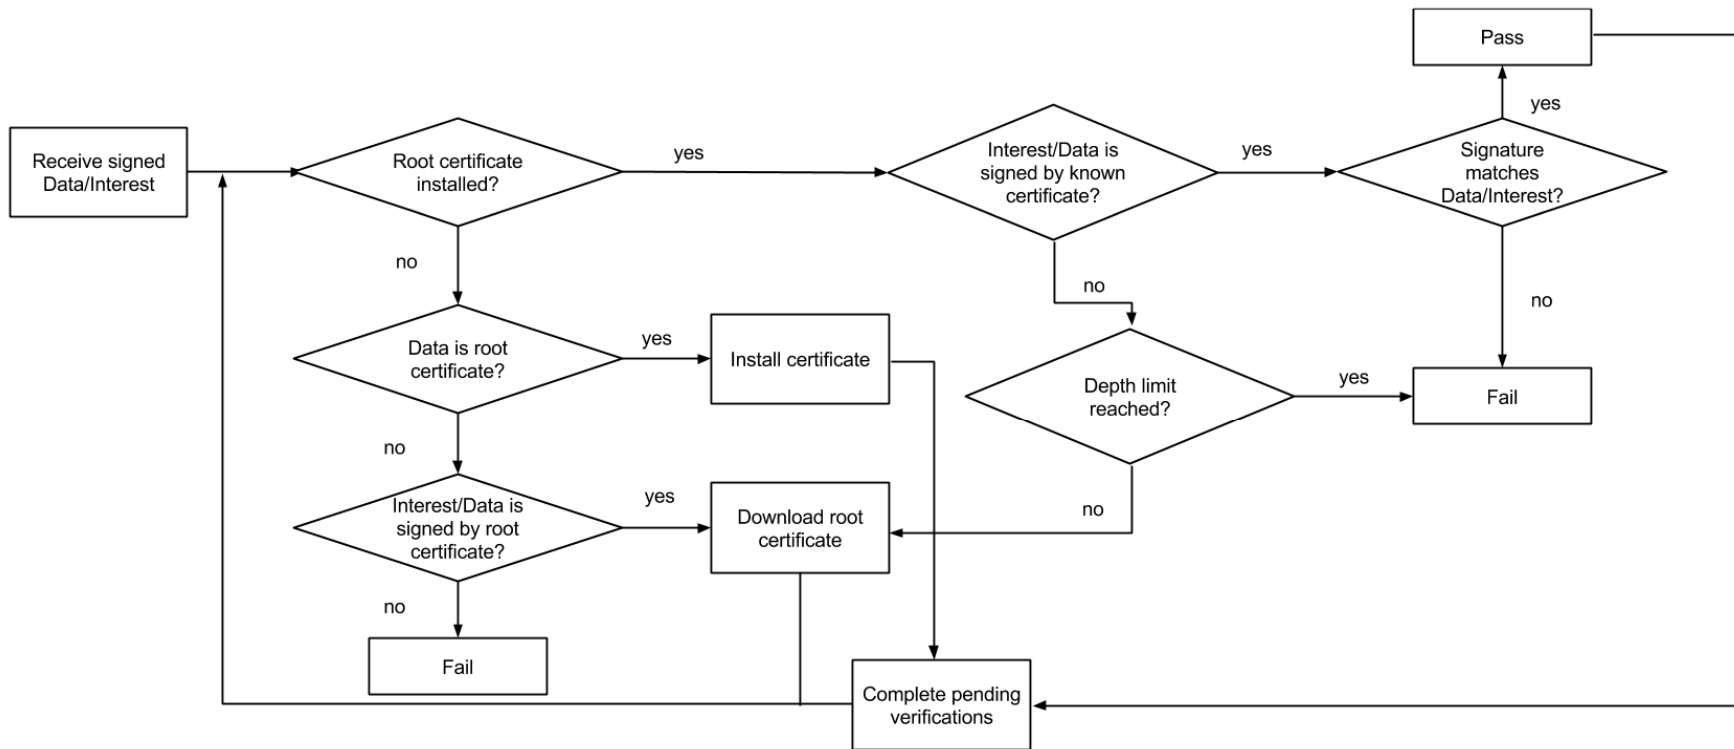 Pass
yes
Receive signed
Data/Interest
Root certificate
installed?
yes
Interest/Data is
signed by known
certificate?
yes
Signature
matches
Data/Interest?
no
no
no
Data is root
certificate?
yes
Install certificate
Depth limit
reached?
yes
Fail
no
Interest/Data is
signed by root
certificate?
yes
Download root
certificate
no
no
Fail
Complete pending
verifications